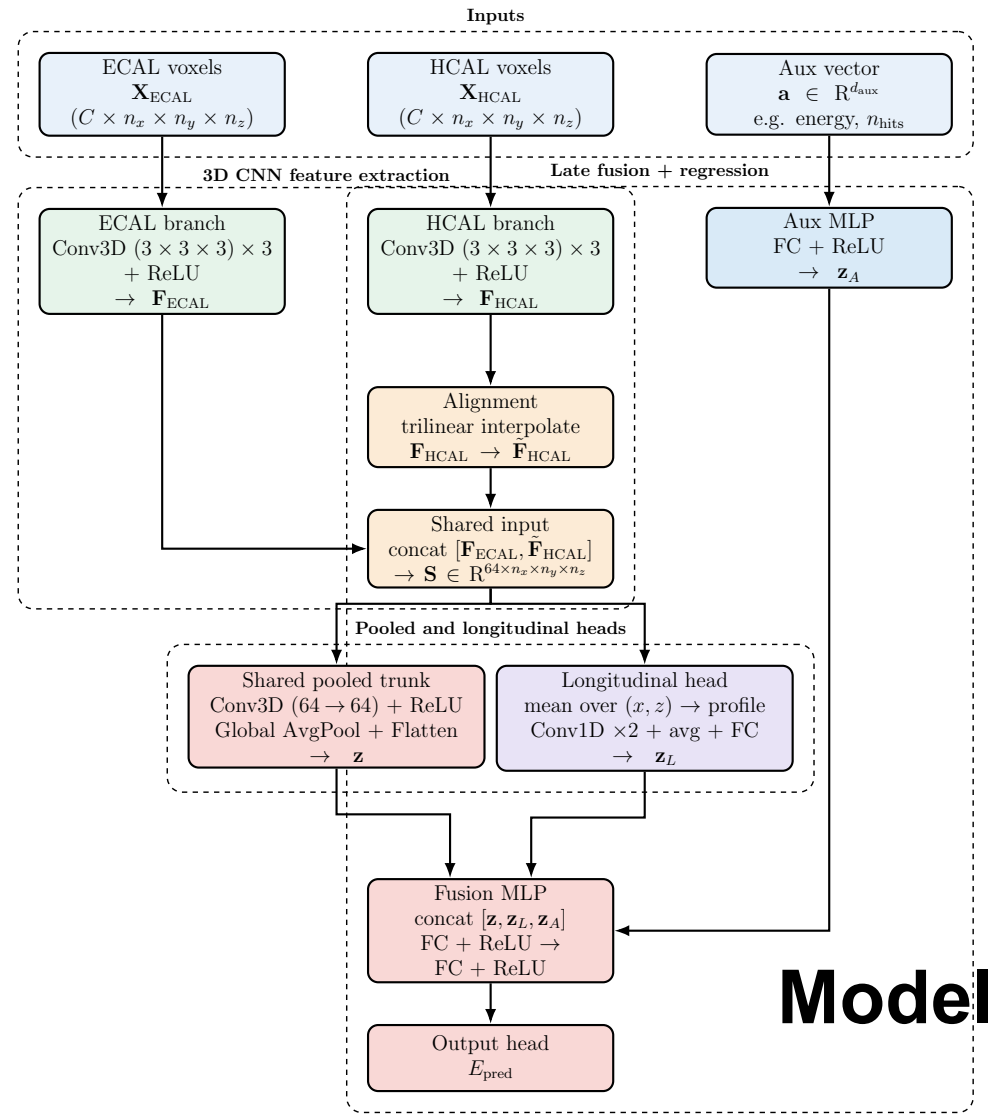 Inputs
ECAL voxels
X_ECAL
(C × n_x × n_y × n_z)
HCAL voxels
X_HCAL
(C × n_x × n_y × n_z)
Aux vector
a ∈ R^{d_aux}
e.g. energy, n_hits
3D CNN feature extraction
Late fusion + regression
ECAL branch
Conv3D (3 × 3 × 3) × 3
+ ReLU
→ F_ECAL
HCAL branch
Conv3D (3 × 3 × 3) × 3
+ ReLU
→ F_HCAL
Aux MLP
FC + ReLU
→ z_A
Alignment
trilinear interpolate
F_HCAL → F̃_HCAL
Shared input
concat [F_ECAL, F̃_HCAL]
→ S ∈ R^{64×n_x×n_y×n_z}
Pooled and longitudinal heads
Shared pooled trunk
Conv3D (64 → 64) + ReLU
Global AvgPool + Flatten
→ z
Longitudinal head
mean over (x, z) → profile
Conv1D ×2 + avg + FC
→ z_L
Fusion MLP
concat [z, z_L, z_A]
FC + ReLU →
FC + ReLU
Model
Output head
E_pred